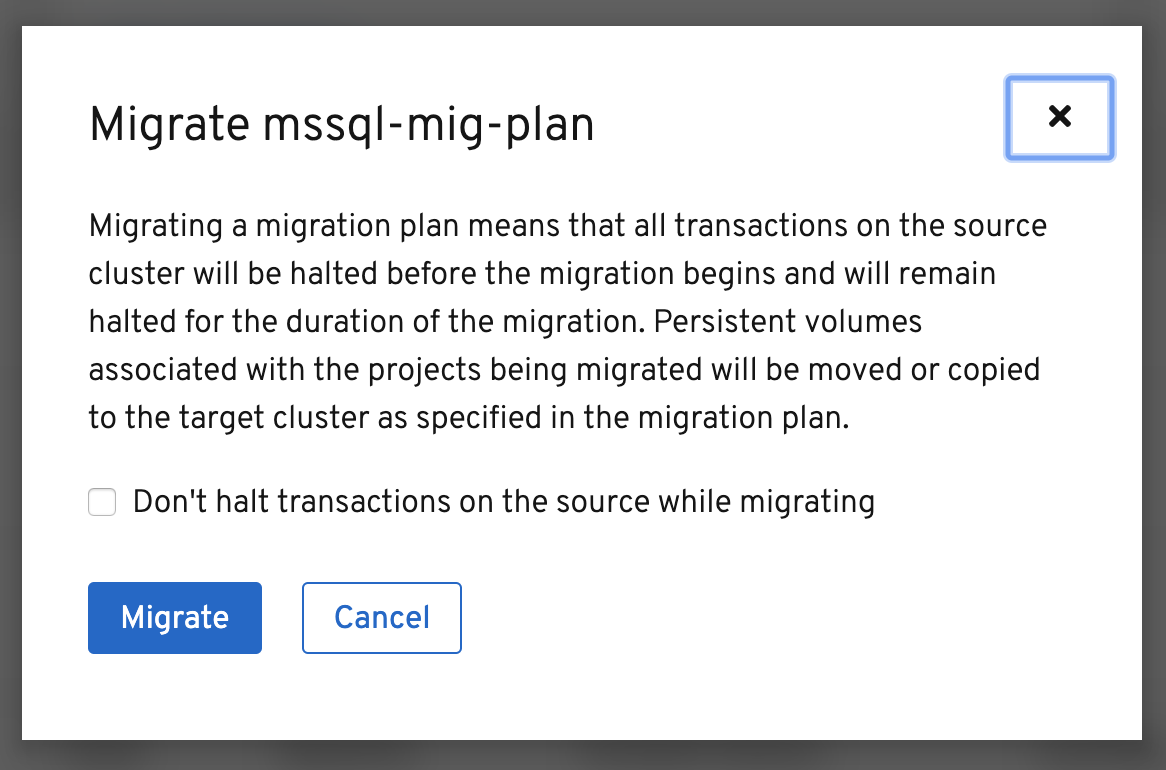 Migrate mssql-mig-plan
Migrating a migration plan means that all transactions on the source
cluster will be halted before the migration begins and will remain
halted for the duration of the migration. Persistent volumes
associated with the projects being migrated will be moved or copied
to the target cluster as specified in the migration plan.
Don't halt transactions on the source while migrating
Migrate Cancel